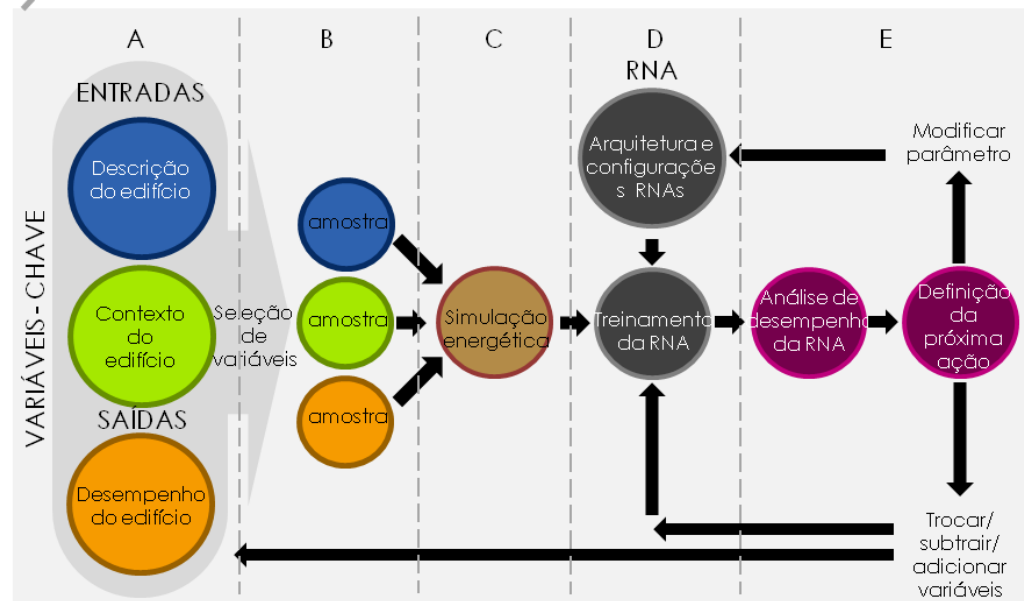 A
B
C
D
E
RNA
VARIÁVEIS-CHAVE
ENTRADAS
Descrição
do edifício
Contexto
do
edifício
SAÍDAS
Desempenho
do edifício
Seleção
de
variáveis
amostra
amostra
amostra
Simulação
energética
Arquitetura e
configuraçõe
s RNAs
Treinamento
da RNA
Análise de
desempenho
da RNA
Definição
da
próxima
ação
Modificar
parâmetro
Trocar/
subtrair/
adicionar
variáveis